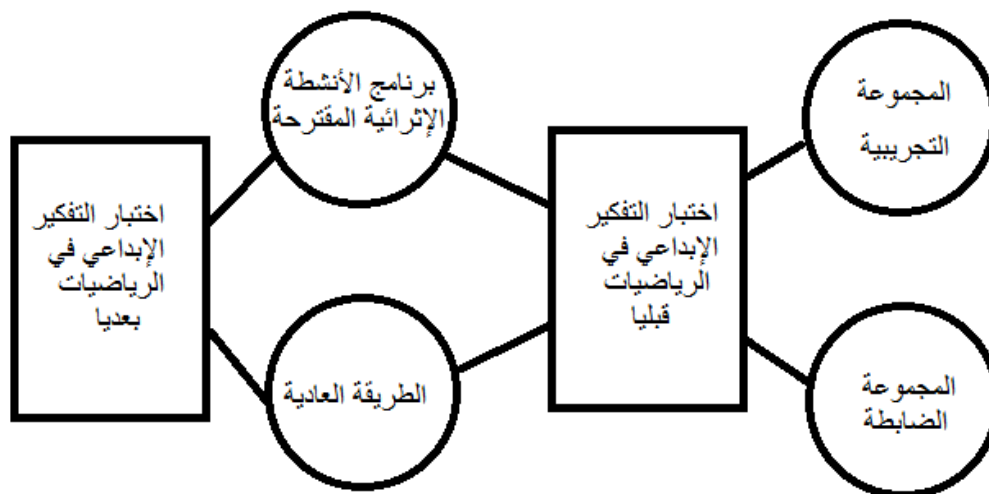 المجموعة
التجريبية
المجموعة
الضابطة
اختبار التفكير
الإبداعي في
الرياضيات
قبليا
برنامج الأنشطة
الإثرائية المقترحة
الطريقة العادية
اختبار التفكير
الإبداعي في
الرياضيات
بعديا